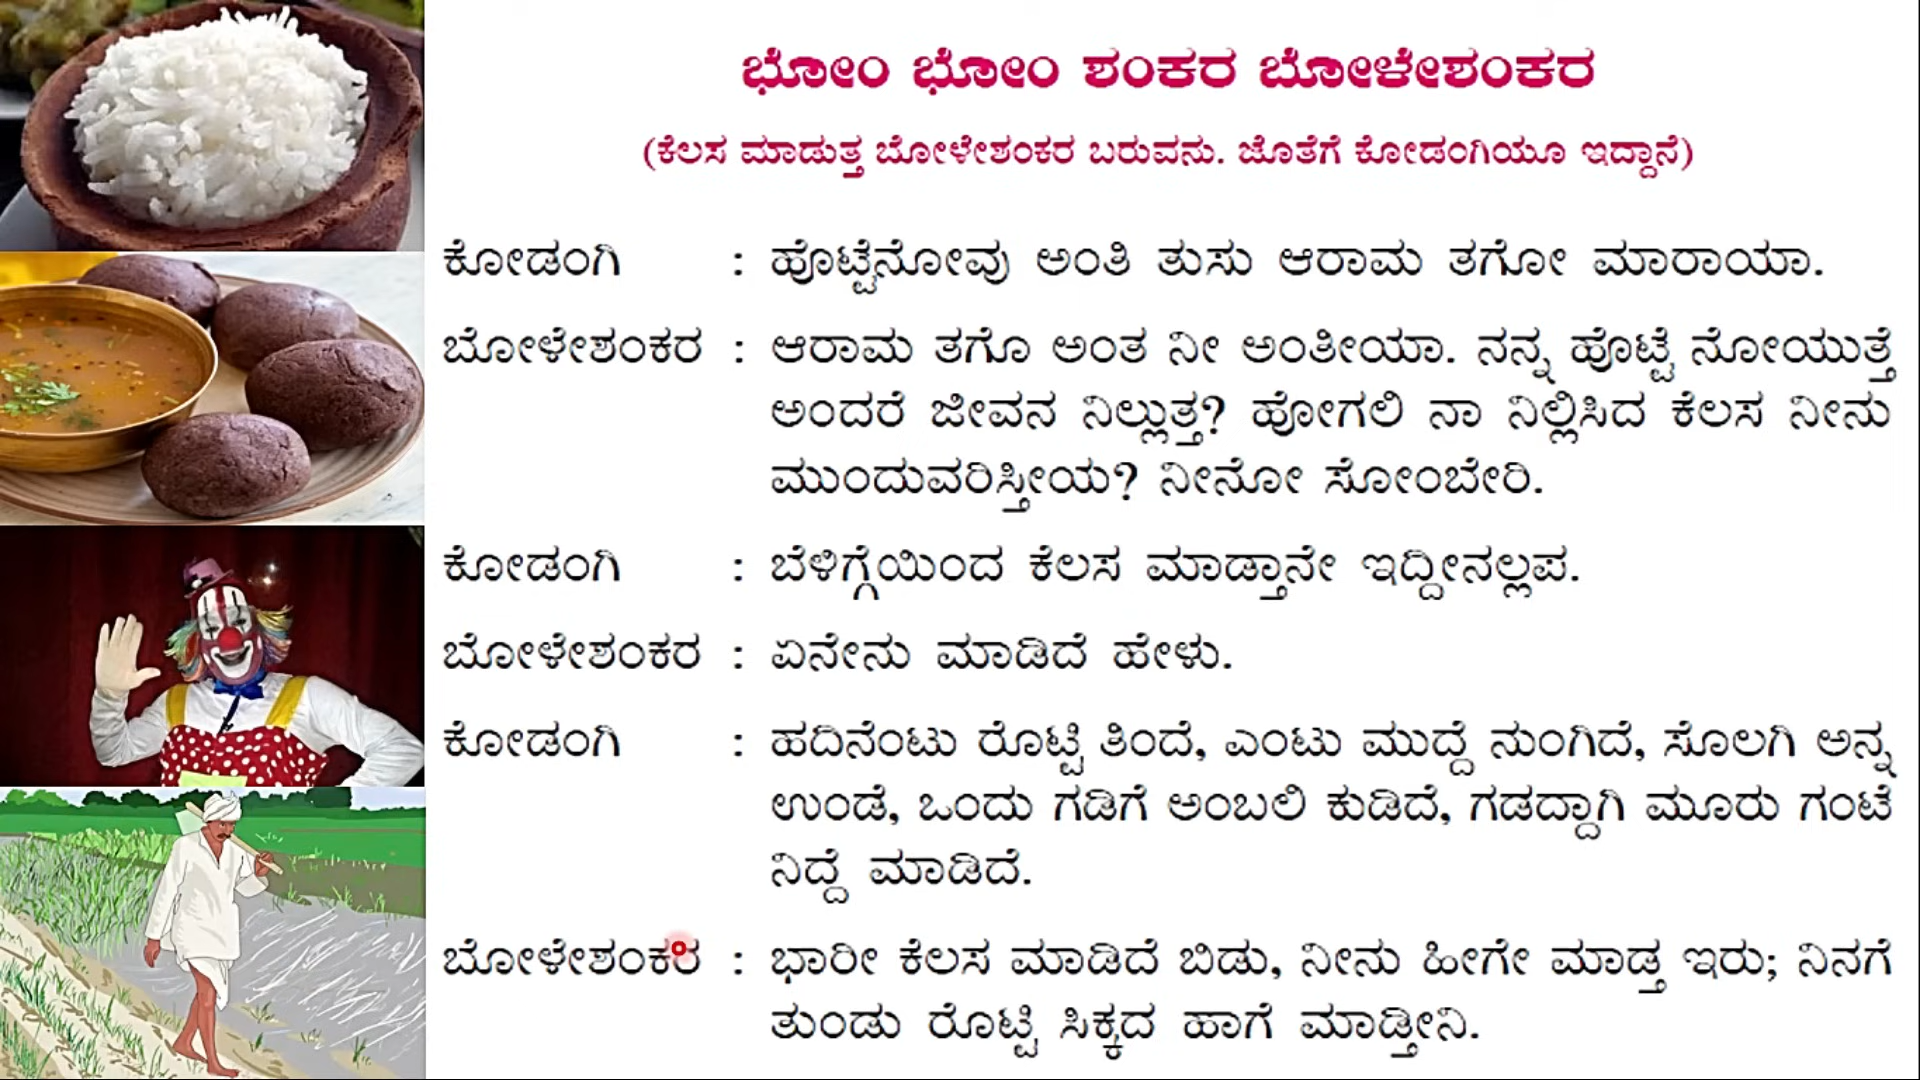 ಭೋಂ ಭೋಂ ಶಂಕರ ಬೋಳೇಶಂಕರ
(ಕೆಲಸ ಮಾಡುತ್ತ ಬೋಳೇಶಂಕರ ಬರುವನು. ಜೊತೆಗೆ ಕೋಡಂಗಿಯೂ ಇದ್ದಾನೆ)
ಕೋಡಂಗಿ : ಹೊಟ್ಟೆನೋವು ಅಂತಿ ತುಸು ಆರಾಮ ತಗೋ ಮಾರಾಯಾ.
ಬೋಳೇಶಂಕರ : ಆರಾಮ ತಗೊ ಅಂತ ನೀ ಅಂತೀಯಾ. ನನ್ನ ಹೊಟ್ಟೆ ನೋಯುತ್ತೆ
ಅಂದರೆ ಜೀವನ ನಿಲ್ಲುತ್ತ? ಹೋಗಲಿ ನಾ ನಿಲ್ಲಿಸಿದ ಕೆಲಸ ನೀನು
ಮುಂದುವರಿಸ್ತೀಯ? ನೀನೋ ಸೋಂಬೇರಿ.
ಕೋಡಂಗಿ : ಬೆಳಿಗ್ಗೆಯಿಂದ ಕೆಲಸ ಮಾಡ್ತಾನೇ ಇದ್ದೀನಲ್ಲಪ.
ಬೋಳೇಶಂಕರ : ಏನೇನು ಮಾಡಿದೆ ಹೇಳು.
ಕೋಡಂಗಿ : ಹದಿನೆಂಟು ರೊಟ್ಟಿ ತಿಂದೆ, ಎಂಟು ಮುದ್ದೆ ನುಂಗಿದೆ, ಸೊಲಗಿ ಅನ್ನ
ಉಂಡೆ, ಒಂದು ಗಡಿಗೆ ಅಂಬಲಿ ಕುಡಿದೆ, ಗಡದ್ದಾಗಿ ಮೂರು ಗಂಟೆ
ನಿದ್ದೆ ಮಾಡಿದೆ.
ಬೋಳೇಶಂಕರ : ಭಾರೀ ಕೆಲಸ ಮಾಡಿದೆ ಬಿಡು, ನೀನು ಹೀಗೇ ಮಾಡ್ತ ಇರು; ನಿನಗೆ
ತುಂಡು ರೊಟ್ಟಿ ಸಿಕ್ಕದ ಹಾಗೆ ಮಾಡ್ತೀನಿ.